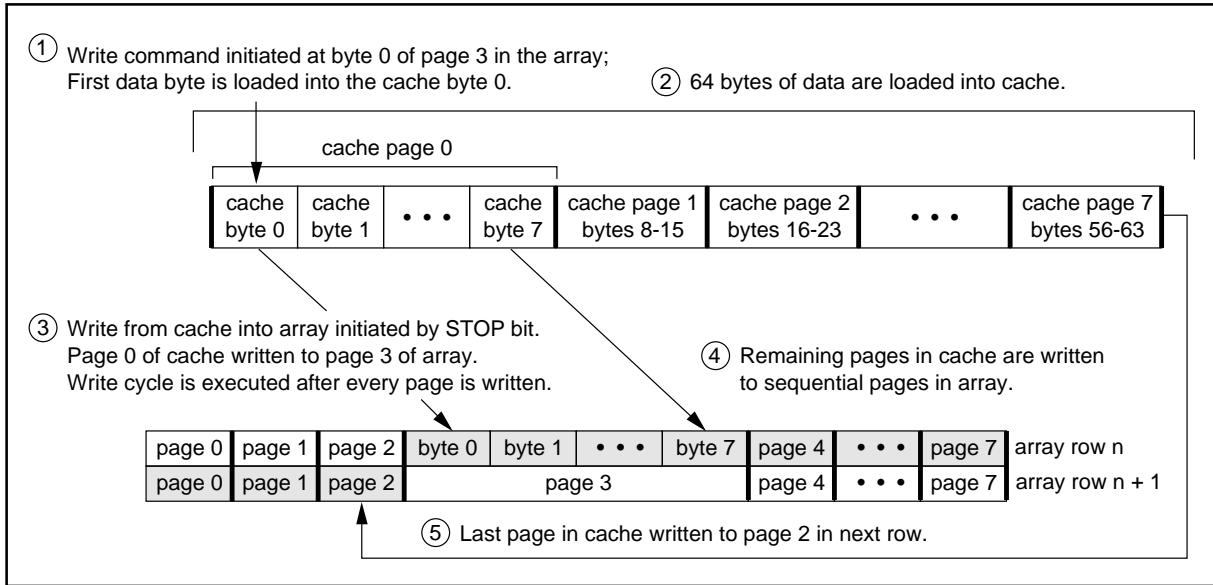 ① Write command initiated at byte 0 of page 3 in the array;
First data byte is loaded into the cache byte 0.
② 64 bytes of data are loaded into cache.
cache page 0
cache byte 0
cache byte 1
• • •
cache byte 7
cache page 1 bytes 8-15
cache page 2 bytes 16-23
• • •
cache page 7 bytes 56-63
③ Write from cache into array initiated by STOP bit.
Page 0 of cache written to page 3 of array.
Write cycle is executed after every page is written.
④ Remaining pages in cache are written
to sequential pages in array.
page 0 page 1 page 2 byte 0 byte 1 • • • byte 7 page 4 • • • page 7 array row n
page 0 page 1 page 2 page 3 page 4 • • • page 7 array row n + 1
⑤ Last page in cache written to page 2 in next row.